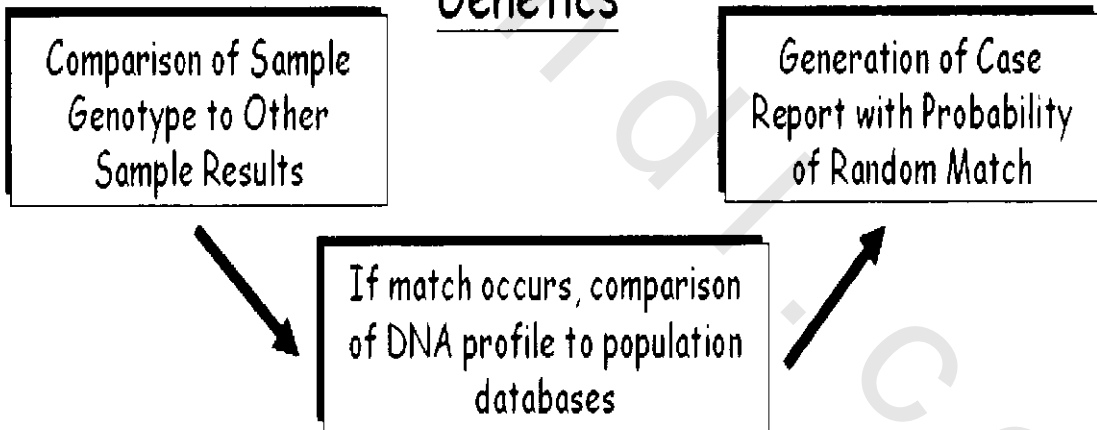 Genetics
Comparison of Sample
Genotype to Other
Sample Results
Generation of Case
Report with Probability
of Random Match
If match occurs, comparison
of DNA profile to population
databases